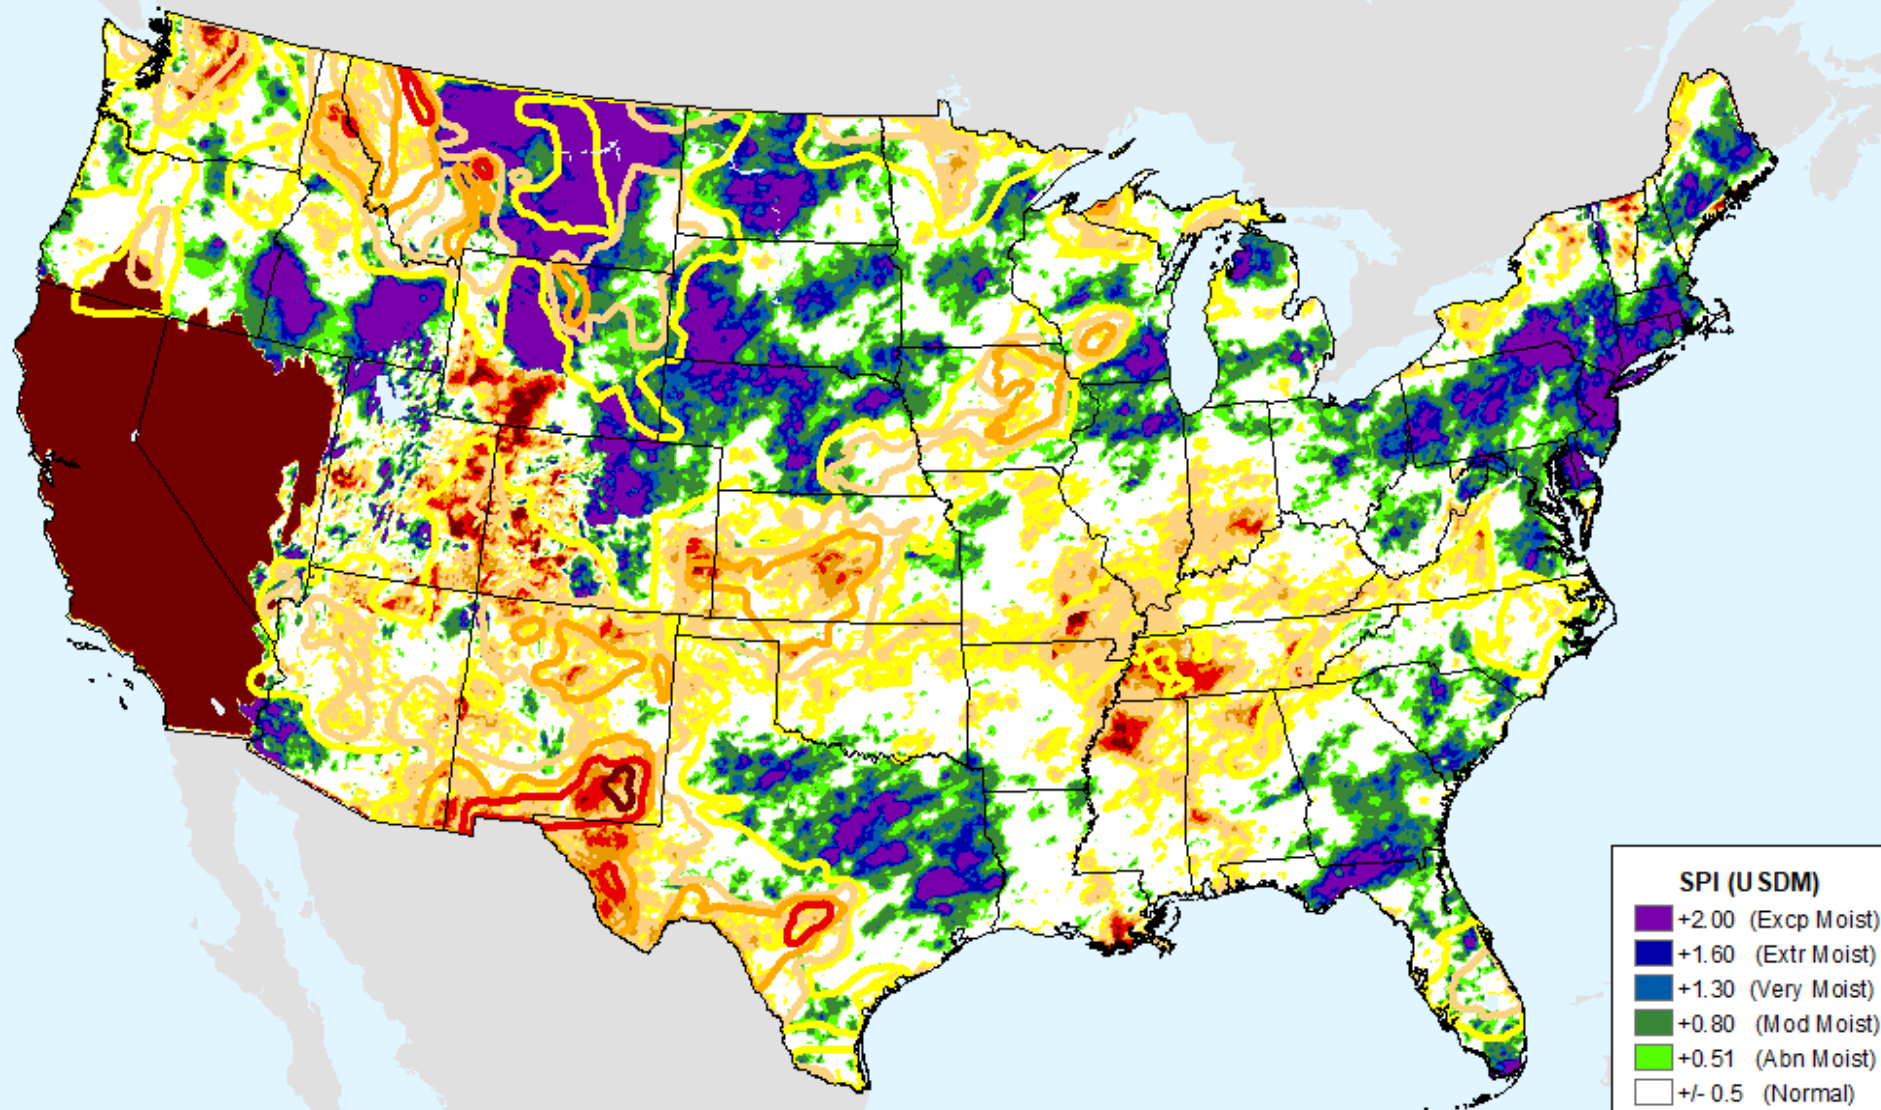 SPI (USDM)
+2.00 (Excp Moist)
+1.60 (Extr Moist)
+1.30 (Very Moist)
+0.80 (Mod Moist)
+0.51 (Abn Moist)
+/- 0.5 (Normal)